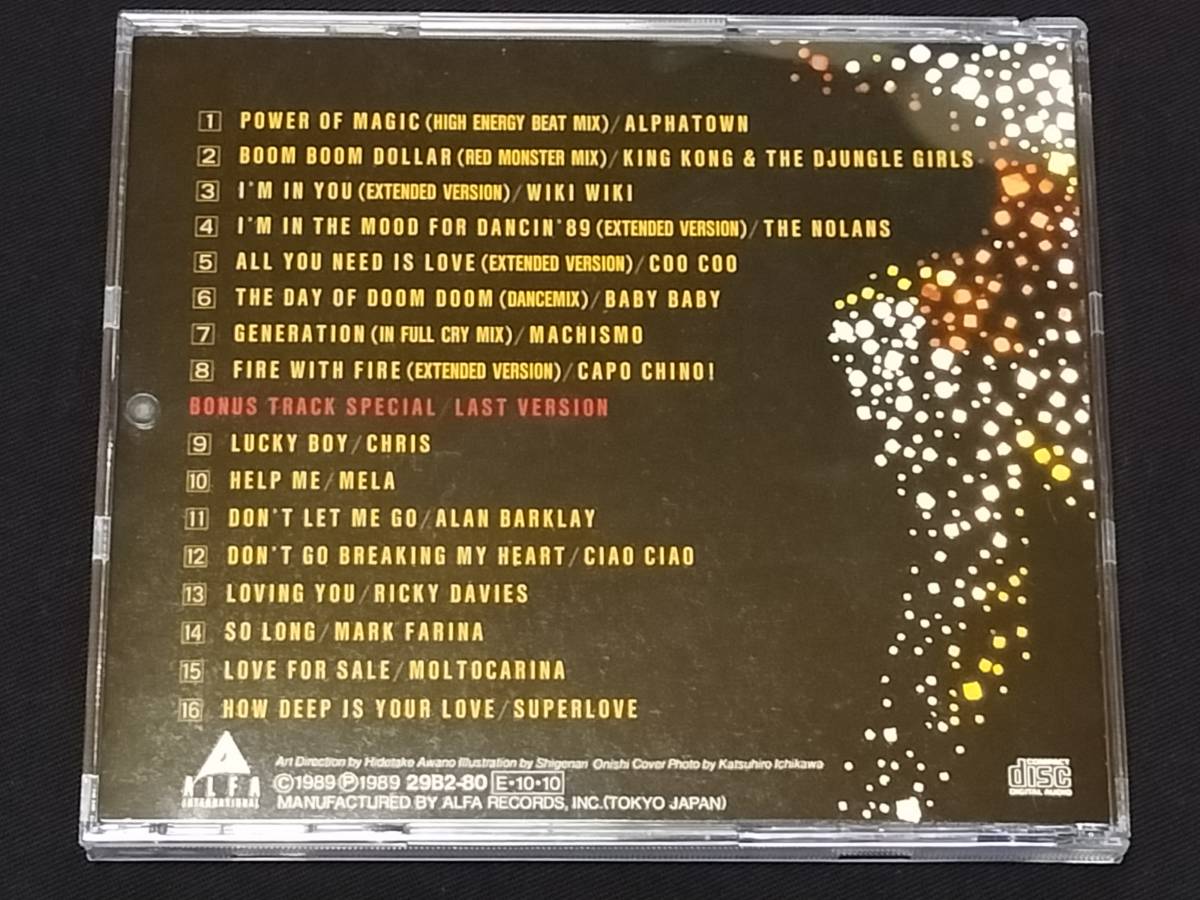 1 POWER OF MAGIC (HIGH ENERGY BEAT MIX)/ALPHATOWN
2 BOOM BOOM DOLLAR (RED MONSTER MIX)/KING KONG & THE DJUNGLE GIRLS
3 I'M IN YOU (EXTENDED VERSION)/WIKI WIKI
4 I'M IN THE MOOD FOR DANCIN'89 (EXTENDED VERSION)/THE NOLANS
5 ALL YOU NEED IS LOVE (EXTENDED VERSION)/COO COO
6 THE DAY OF DOOM DOOM (DANCEMIX)/BABY BABY
7 GENERATION (IN FULL CRY MIX)/MACHISMO
8 FIRE WITH FIRE (EXTENDED VERSION)/CAPO CHINO!
BONUS TRACK SPECIAL/LAST VERSION
9 LUCKY BOY/CHRIS
10 HELP ME/MELA
11 DON'T LET ME GO/ALAN BARKLAY
12 DON'T GO BREAKING MY HEART/CIAO CIAO
13 LOVING YOU/RICKY DAVIES
14 SO LONG/MARK FARINA
15 LOVE FOR SALE/MOLTOCARINA
16 HOW DEEP IS YOUR LOVE/SUPERLOVE
ALFA
INTERNATIONAL
Art Direction by Hidetake Awano Illustration by Shigenari Onishi Cover Photo by Katsuhiro Ichikawa
©1989 Ⓟ1989 29B2-80 E·10·10
MANUFACTURED BY ALFA RECORDS, INC.(TOKYO JAPAN)
COMPACT
disc
DIGITAL AUDIO